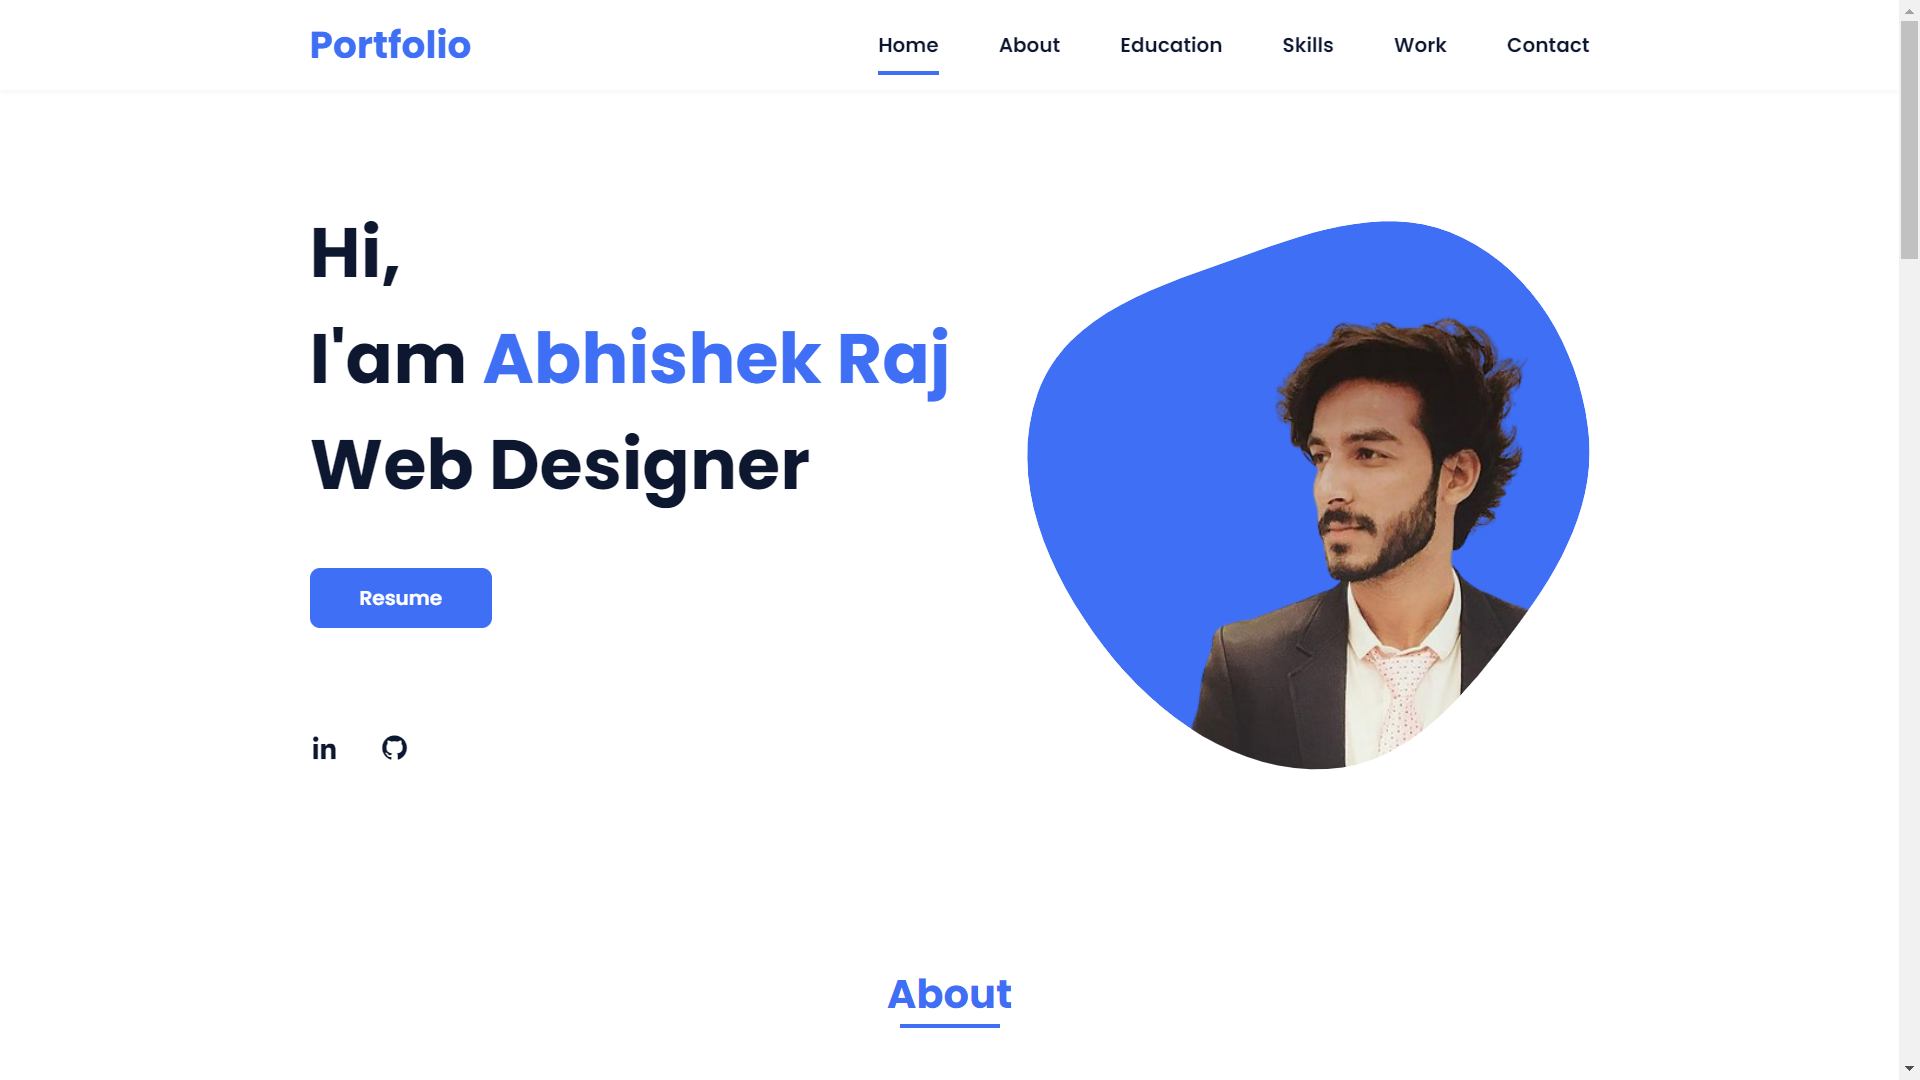 Portfolio
Home
About
Education
Skills
Work
Contact
Hi,
I'am Abhishek Raj
Web Designer
Resume
in
About